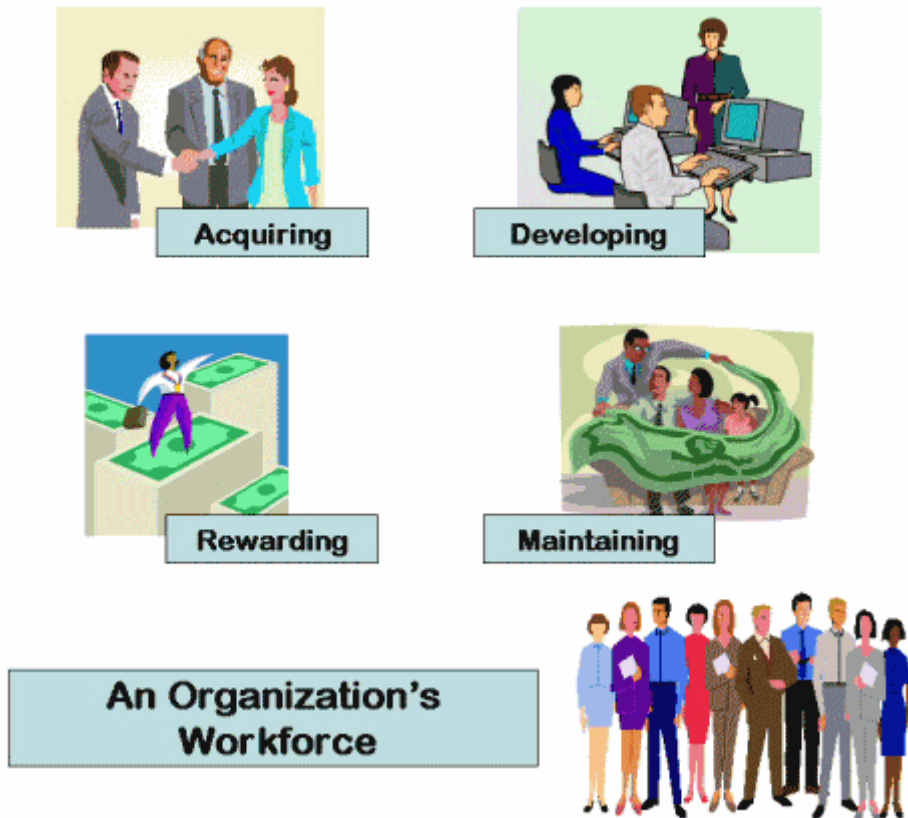 Acquiring
Developing
Rewarding
Maintaining
An Organization's
Workforce